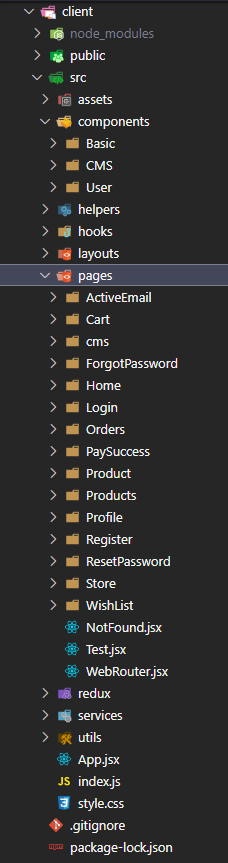 client
node_modules
public
src
assets
components
Basic
CMS
User
helpers
hooks
layouts
pages
ActiveEmail
Cart
cms
ForgotPassword
Home
Login
Orders
PaySuccess
Product
Products
Profile
Register
ResetPassword
Store
WishList
NotFound.jsx
Test.jsx
WebRouter.jsx
redux
services
utils
App.jsx
JS index.js
style.css
.gitignore
package-lock.json